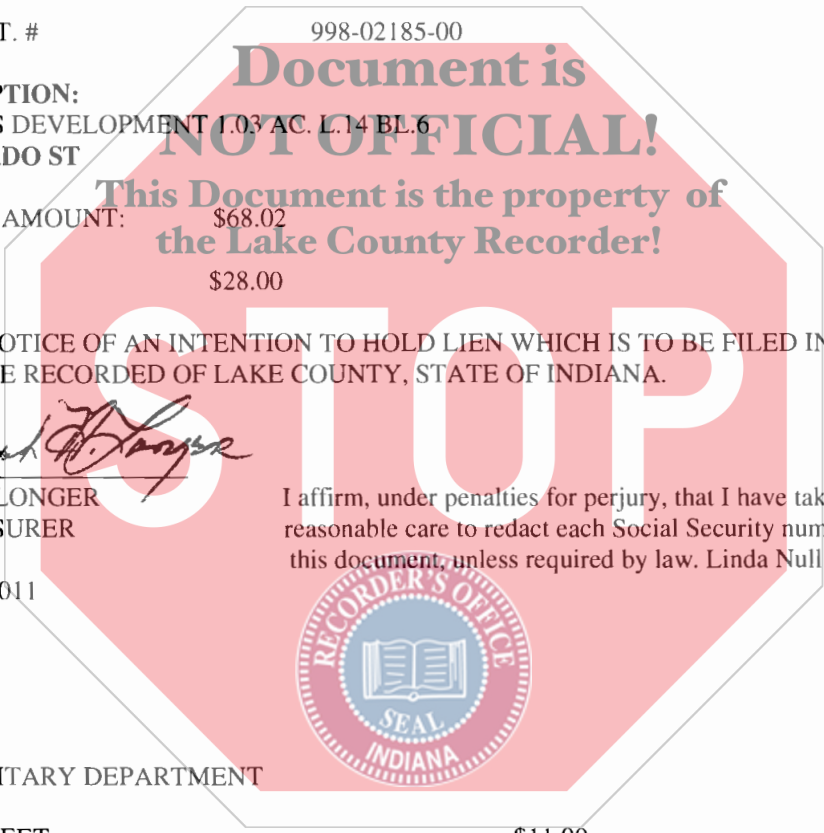 T. # 998-02185-00
Document is
PTION:
S DEVELOPMENT 1.03 AC. L.14 BL.6
NOT OFFICIAL!
DO ST
This Document is the property of
AMOUNT: $68.02
the Lake County Recorder!
$28.00
STOP
OTICE OF AN INTENTION TO HOLD LIEN WHICH IS TO BE FILED IN
E RECORDED OF LAKE COUNTY, STATE OF INDIANA.
LONGER I affirm, under penalties for perjury, that I have tak
SURER reasonable care to redact each Social Security num
this document, unless required by law. Linda Null
011
RECORDER'S OFFICE
SEAL
INDIANA
ITARY DEPARTMENT
EET $11.00